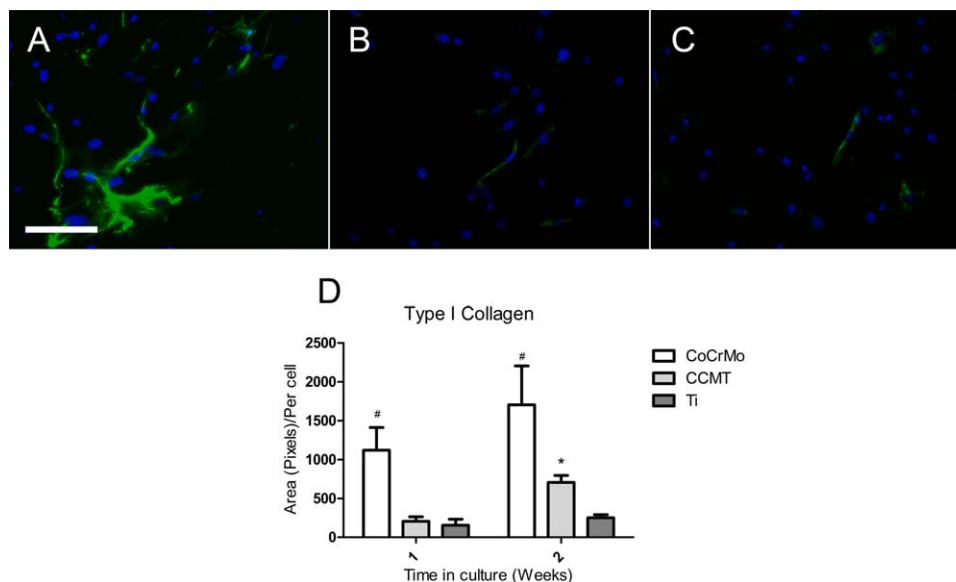 A B C
D
Type I Collagen
2500
2000
1500
1000
500
0
Area (Pixels)/Per cell
#
#
*
1 2
Time in culture (Weeks)
CoCrMo
CCMT
Ti